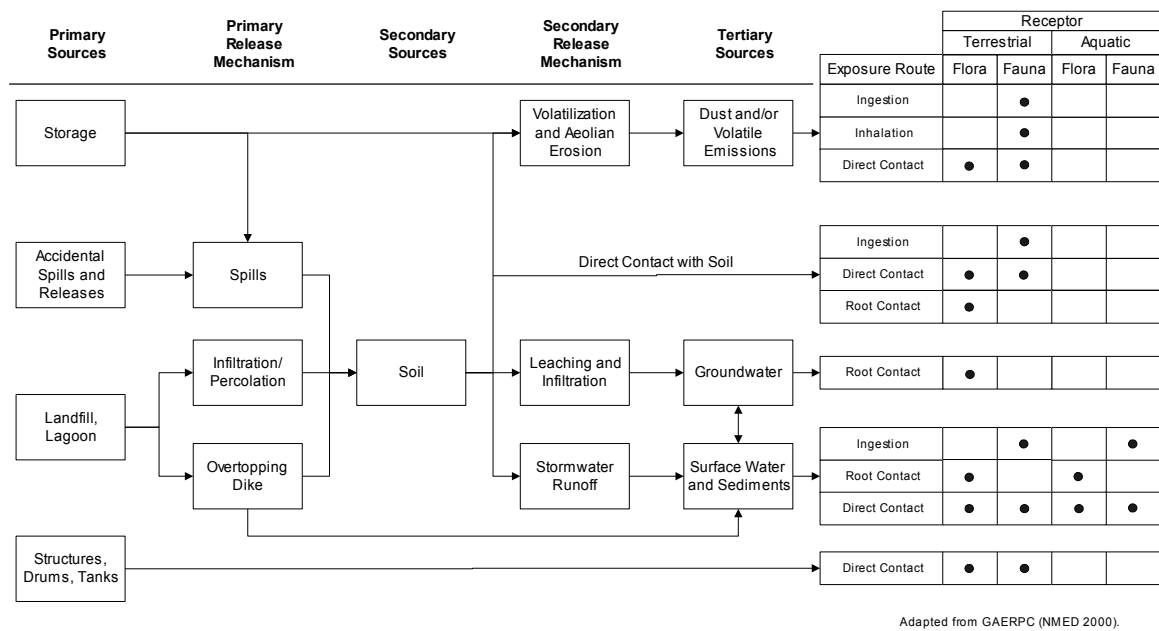 Primary
Sources
Primary
Release
Mechanism
Secondary
Sources
Secondary
Release
Mechanism
Tertiary
Sources
Receptor
Terrestrial
Aquatic
Exposure Route
Flora
Fauna
Flora
Fauna
Storage
Volatilization
and Aeolian
Erosion
Dust and/or
Volatile
Emissions
Ingestion
Inhalation
Direct Contact
Accidental
Spills and
Releases
Spills
Direct Contact with Soil
Ingestion
Direct Contact
Root Contact
Landfill,
Lagoon
Infiltration/
Percolation
Soil
Leaching and
Infiltration
Groundwater
Root Contact
Overtopping
Dike
Stormwater
Runoff
Surface Water
and Sediments
Ingestion
Root Contact
Direct Contact
Structures,
Drums, Tanks
Direct Contact
Adapted from GAERPC (NMED 2000).